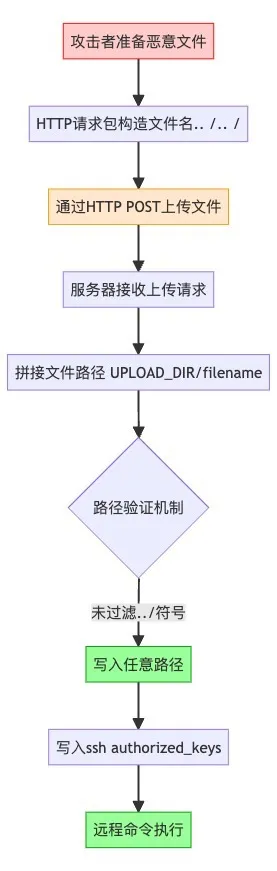 攻击者准备恶意文件
HTTP请求包构造文件名../../
通过HTTP POST上传文件
服务器接收上传请求
拼接文件路径 UPLOAD_DIR/filename
路径验证机制
未过滤../符号
写入任意路径
写入ssh authorized_keys
远程命令执行